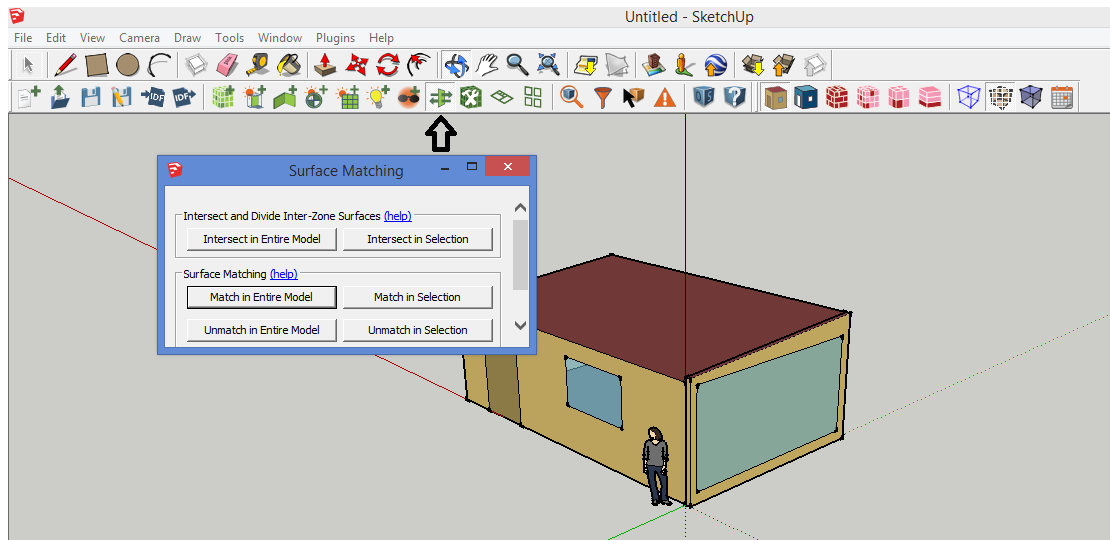 Untitled - SketchUp
File Edit View Camera Draw Tools Window Plugins Help
IDF IDF
Surface Matching
Intersect and Divide Inter-Zone Surfaces (help)
Intersect in Entire Model Intersect in Selection
Surface Matching (help)
Match in Entire Model Match in Selection
Unmatch in Entire Model Unmatch in Selection